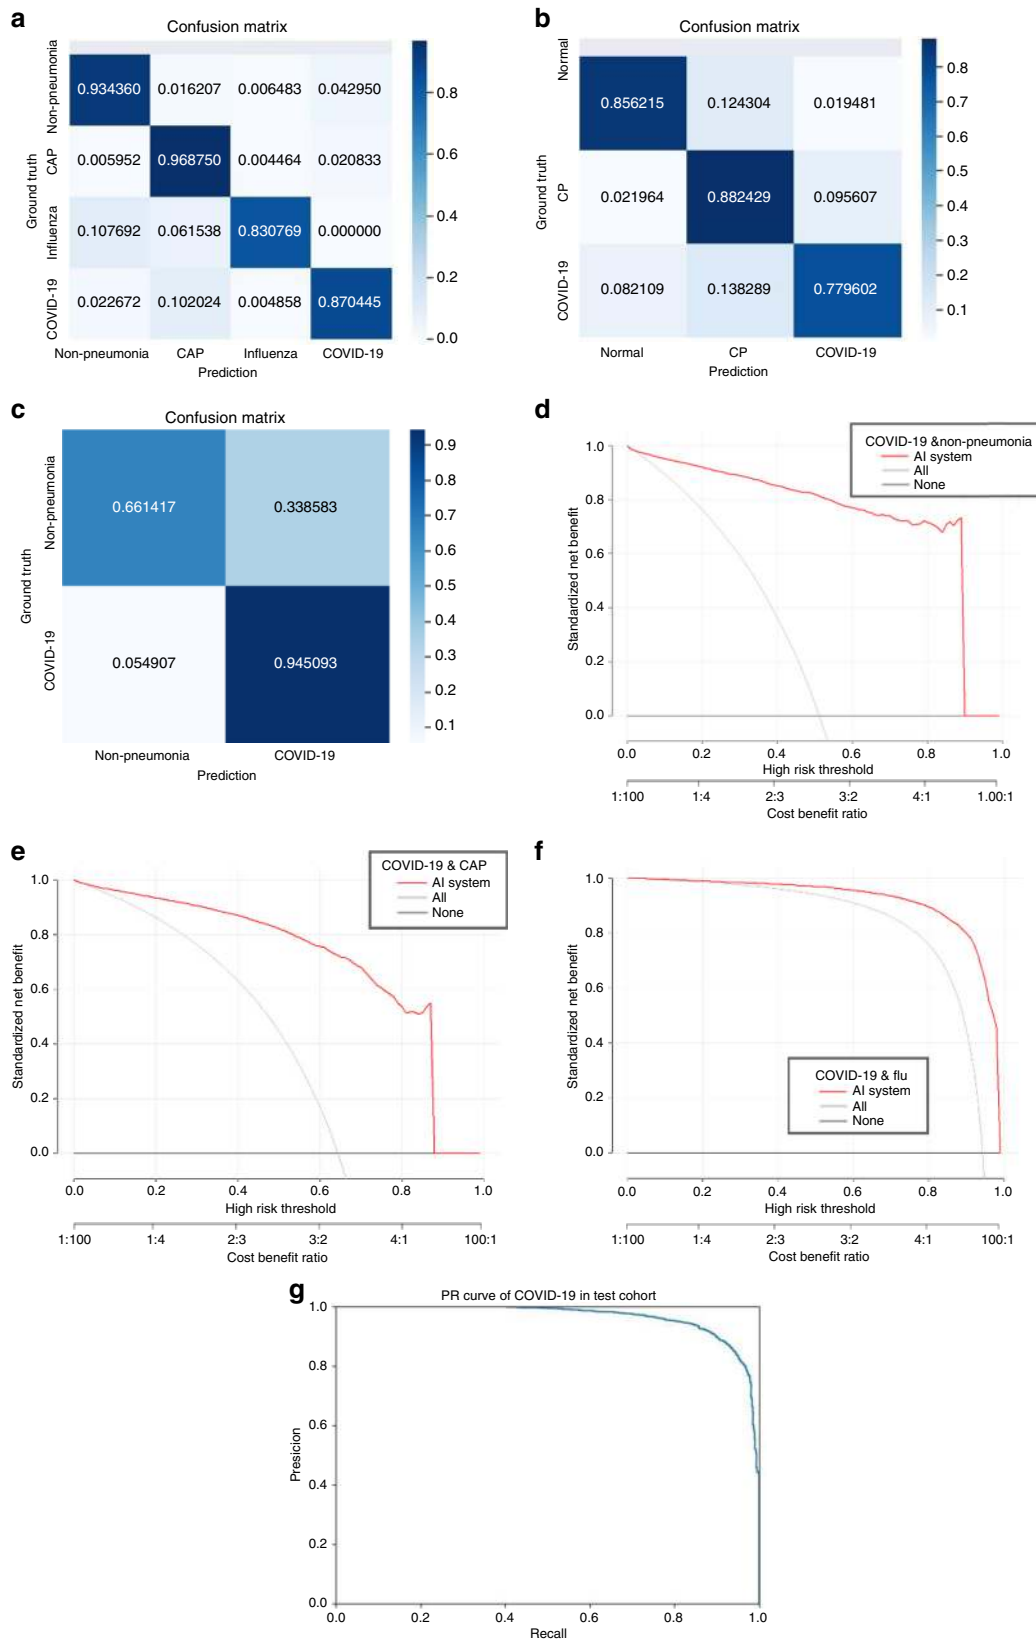 a
Confusion matrix
Non-pneumonia
CAP
Influenza
COVID-19
Ground truth
0.934360 0.016207 0.006483 0.042950
0.005952 0.968750 0.004464 0.020833
0.107692 0.061538 0.830769 0.000000
0.022672 0.102024 0.004858 0.870445
0.8
0.6
0.4
0.2
0.0
Non-pneumonia CAP Influenza COVID-19
Prediction
b
Confusion matrix
Normal
CP
COVID-19
Ground truth
0.856215 0.124304 0.019481
0.021964 0.882429 0.095607
0.082109 0.138289 0.779602
0.8
0.7
0.6
0.5
0.4
0.3
0.2
0.1
Normal CP COVID-19
Prediction
c
Confusion matrix
Non-pneumonia
COVID-19
Ground truth
0.661417 0.338583
0.054907 0.945093
0.9
0.8
0.7
0.6
0.5
0.4
0.3
0.2
0.1
Non-pneumonia COVID-19
Prediction
d
COVID-19 &non-pneumonia
AI system
All
None
Standardized net benefit
1.0
0.8
0.6
0.4
0.2
0.0
0.0 0.2 0.4 0.6 0.8 1.0
High risk threshold
1:100 1:4 2:3 3:2 4:1 1.00:1
Cost benefit ratio
e
COVID-19 & CAP
AI system
All
None
Standardized net benefit
1.0
0.8
0.6
0.4
0.2
0.0
0.0 0.2 0.4 0.6 0.8 1.0
High risk threshold
1:100 1:4 2:3 3:2 4:1 100:1
Cost benefit ratio
f
Standardized net benefit
1.0
0.8
0.6
0.4
0.2
0.0
COVID-19 & flu
AI system
All
None
0.0 0.2 0.4 0.6 0.8 1.0
High risk threshold
1:100 1:4 2:3 3:2 4:1 100:1
Cost benefit ratio
g
PR curve of COVID-19 in test cohort
Presicion
1.0
0.8
0.6
0.4
0.2
0.0
0.0 0.2 0.4 0.6 0.8 1.0
Recall